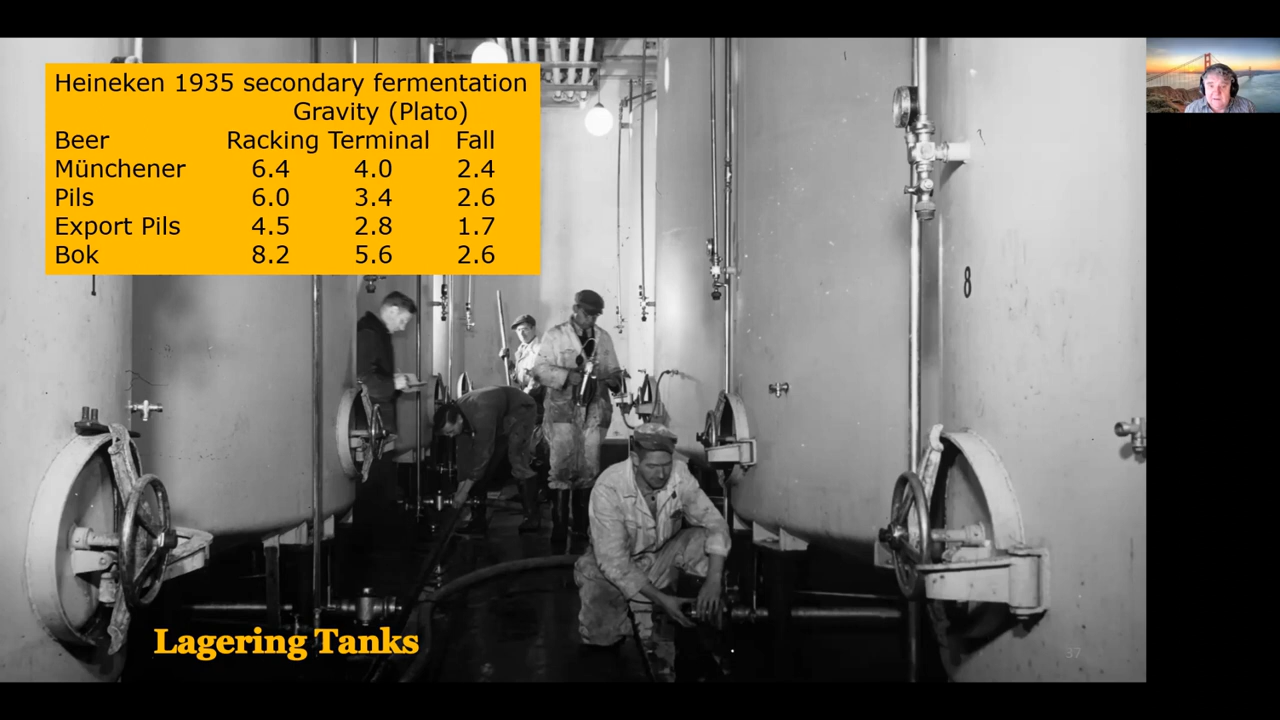 Heineken 1935 secondary fermentation
Gravity (Plato)
Beer Racking Terminal Fall
Münchener 6.4 4.0 2.4
Pils 6.0 3.4 2.6
Export Pils 4.5 2.8 1.7
Bok 8.2 5.6 2.6
8
Lagering Tanks
37